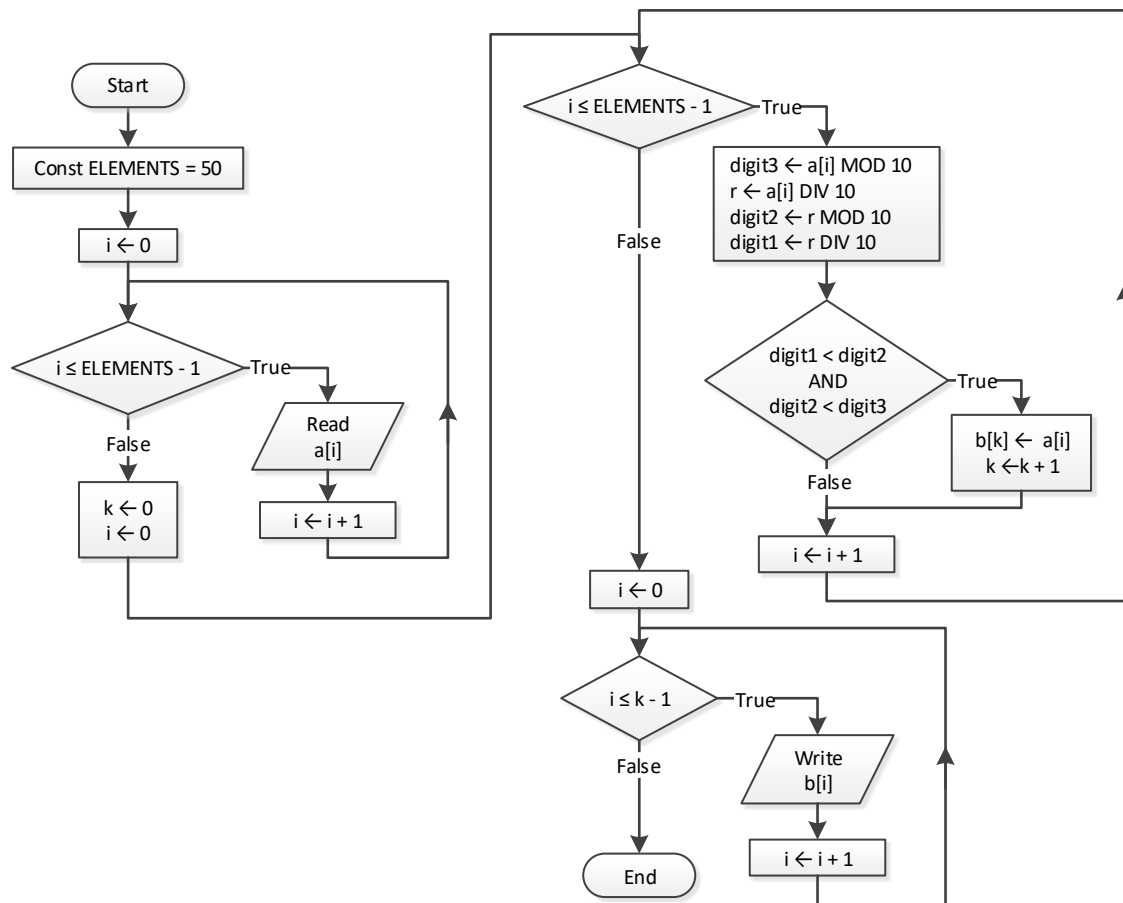 Start
Const ELEMENTS = 50
i ← 0
i ≤ ELEMENTS - 1
True
Read
a[i]
i ← i + 1
False
k ← 0
i ← 0
i ≤ ELEMENTS - 1
True
digit3 ← a[i] MOD 10
r ← a[i] DIV 10
digit2 ← r MOD 10
digit1 ← r DIV 10
digit1 < digit2
AND
digit2 < digit3
True
b[k] ← a[i]
k ←k + 1
False
i ← i + 1
False
i ← 0
i ≤ k - 1
True
Write
b[i]
i ← i + 1
False
End